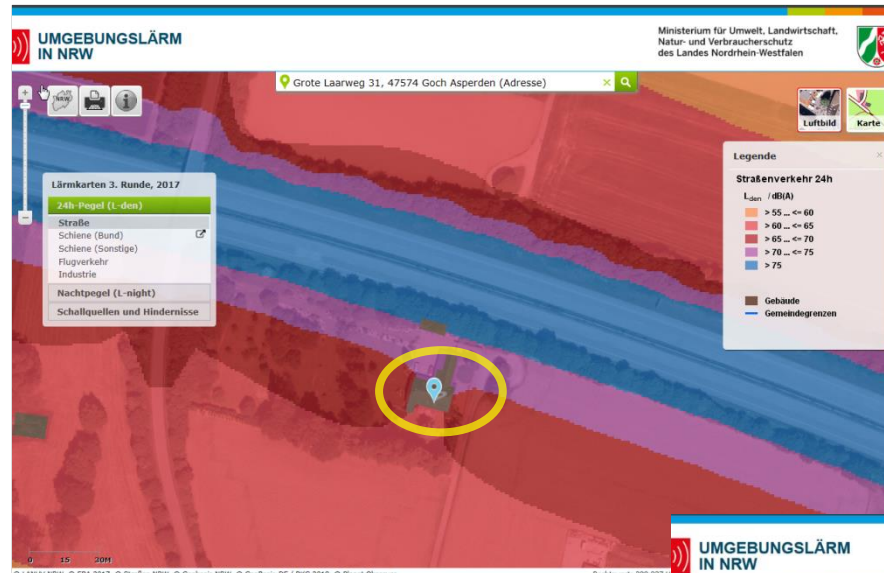 UMGEBUNGSLÄRM
IN NRW
Ministerium für Umwelt, Landwirtschaft,
Natur- und Verbraucherschutz
des Landes Nordrhein-Westfalen
Grote Laarweg 31, 47574 Goch Asperden (Adresse)
NRW
Luftbild
Karte
Lärmkarten 3. Runde, 2017
24h-Pegel (L-den)
Straße
Schiene (Bund)
Schiene (Sonstige)
Flugverkehr
Industrie
Nachtpegel (L-night)
Schallquellen und Hindernisse
Legende
Straßenverkehr 24h
Lden / dB(A)
> 55 ... <= 60
> 60 ... <= 65
> 65 ... <= 70
> 70 ... <= 75
> 75
Gebäude
Gemeindegrenzen
0 15 30M
UMGEBUNGSLÄRM
IN NRW